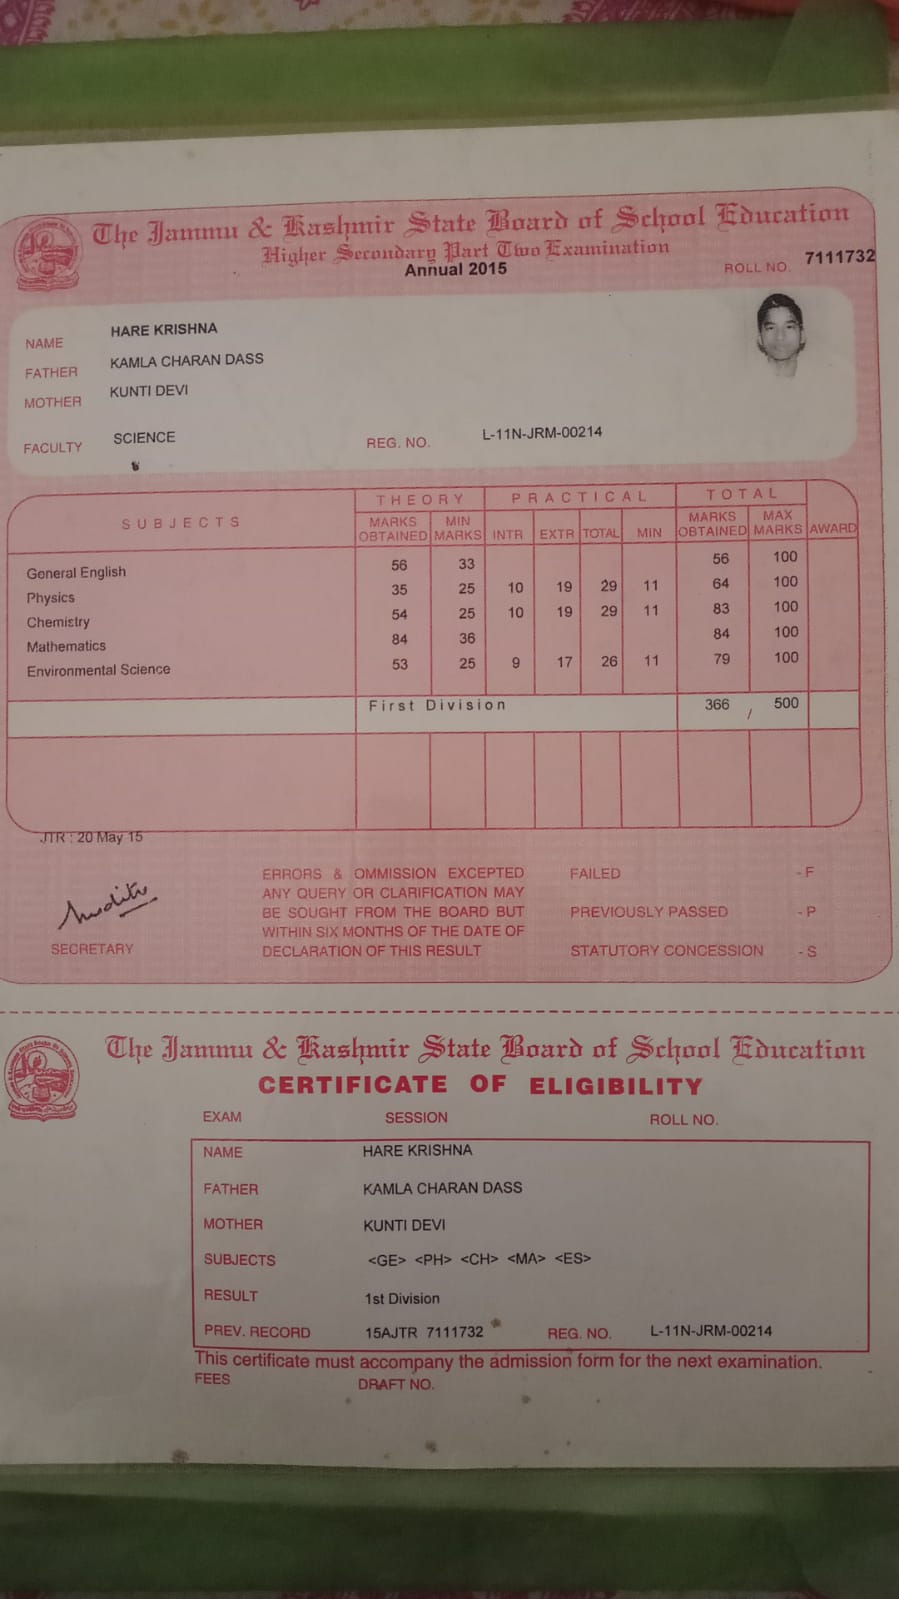 The Jammu & Kashmir State Board of School Education
Higher Secondary Part Two Examination
Annual 2015
ROLL NO. 7111732
NAME HARE KRISHNA
FATHER KAMLA CHARAN DASS
MOTHER KUNTI DEVI
FACULTY SCIENCE REG. NO. L-11N-JRM-00214
SUBJECTS THEORY PRACTICAL TOTAL
MARKS OBTAINED MIN MARKS INTR EXTR TOTAL MIN MARKS OBTAINED MAX MARKS AWARD
General English 56 33 56 100
Physics 35 25 10 19 29 11 64 100
Chemistry 54 25 10 19 29 11 83 100
Mathematics 84 36 84 100
Environmental Science 53 25 9 17 26 11 79 100
First Division 366 / 500
JTR : 20 May 15
ERRORS & OMMISSION EXCEPTED FAILED - F
ANY QUERY OR CLARIFICATION MAY
BE SOUGHT FROM THE BOARD BUT PREVIOUSLY PASSED - P
WITHIN SIX MONTHS OF THE DATE OF
SECRETARY DECLARATION OF THIS RESULT STATUTORY CONCESSION - S
The Jammu & Kashmir State Board of School Education
CERTIFICATE OF ELIGIBILITY
EXAM SESSION ROLL NO.
NAME HARE KRISHNA
FATHER KAMLA CHARAN DASS
MOTHER KUNTI DEVI
SUBJECTS <GE> <PH> <CH> <MA> <ES>
RESULT 1st Division
PREV. RECORD 15AJTR 7111732 REG. NO. L-11N-JRM-00214
This certificate must accompany the admission form for the next examination.
FEES DRAFT NO.